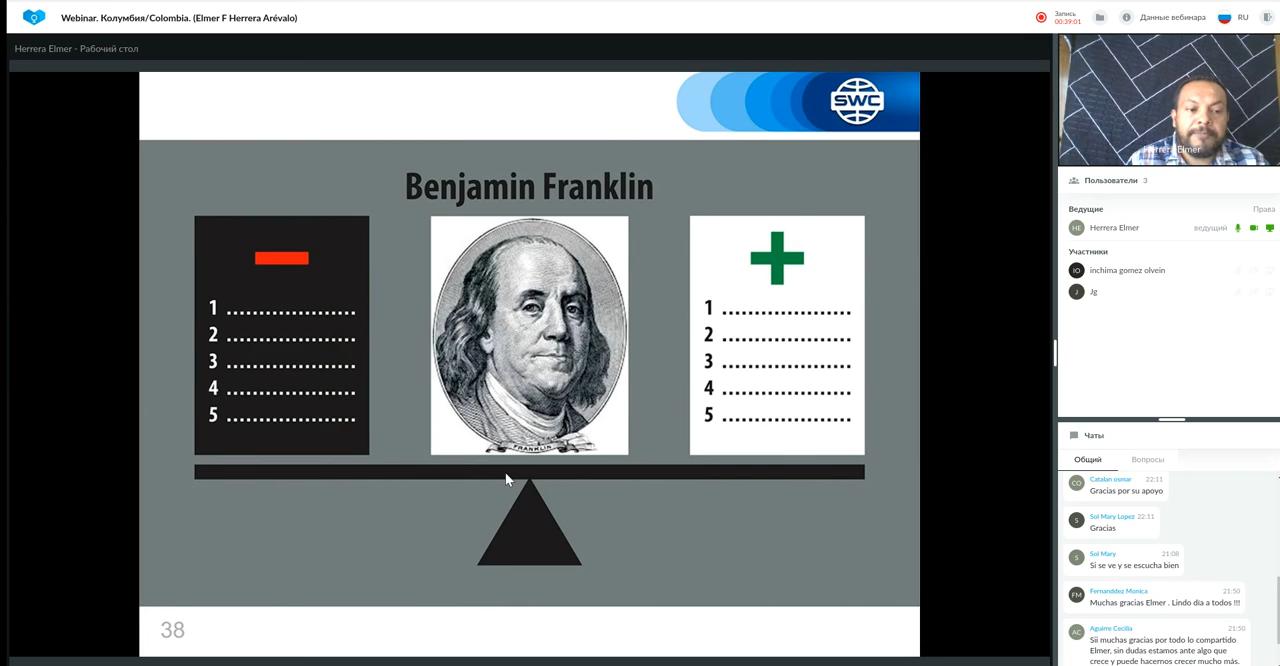 Webinar. Колумбия/Colombia. (Elmer F Herrera Arévalo)
Запись
00:39:01
Данные вебинара
RU
Herrera Elmer - Рабочий стол
SWC
Benjamin Franklin
1 ........................
2 ........................
3 ........................
4 ........................
5 ........................
FRANKLIN
1 ........................
2 ........................
3 ........................
4 ........................
5 ........................
38
Herrera Elmer
Пользователи 3
Ведущие Права
HE Herrera Elmer ведущий
Участники
IO inchima gomez olvein
J Jg
Чаты
Общий Вопросы
CO Catalan osmar 22:11
Gracias por su apoyo
S Sol Mary Lopez 22:11
Gracias
S Sol Mary 21:08
Si se ve y se escucha bien
FM Fernanddez Monica 21:50
Muchas gracias Elmer . Lindo día a todos !!!
AC Aguirre Cecilia 21:50
Sii muchas gracias por todo lo compartido
Elmer, sin dudas estamos ante algo que
crece y puede hacernos crecer mucho más.